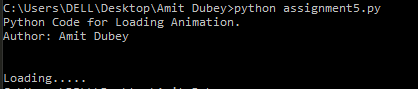 C:\Users\DELL\Desktop\Amit Dubey>python assignment5.py
Python Code for Loading Animation.
Author: Amit Dubey
Loading.....